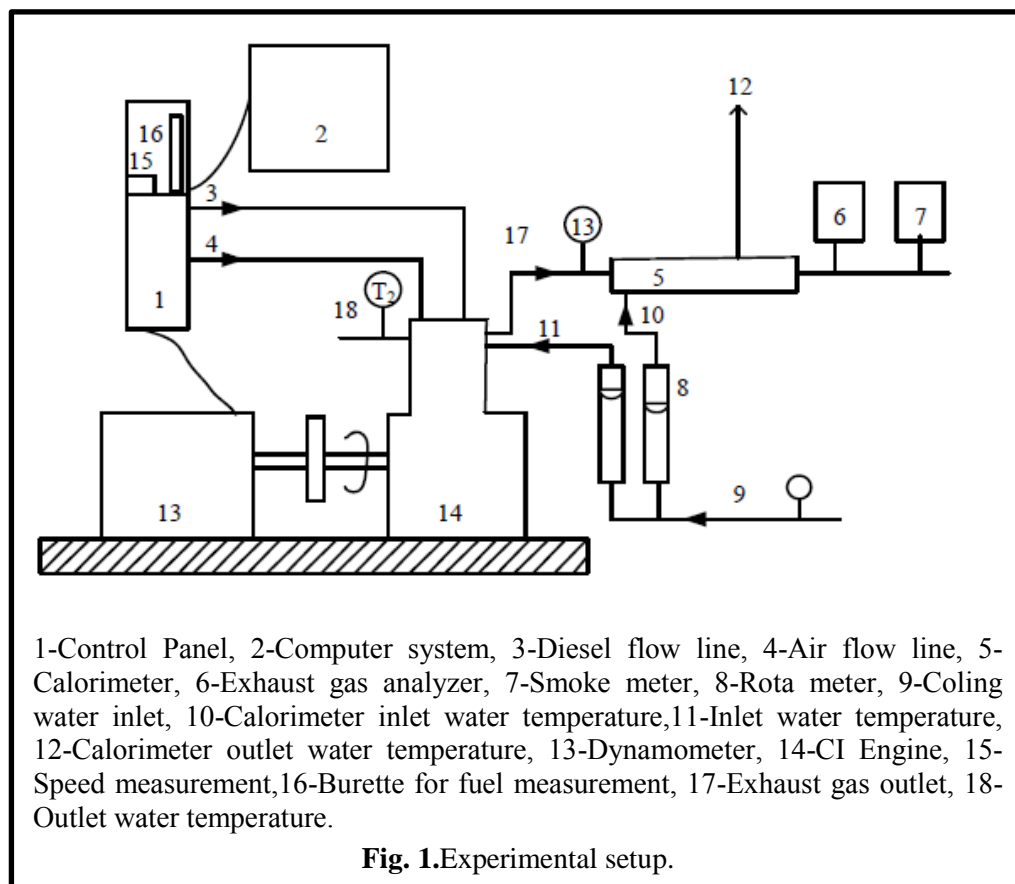 12
16
15
2
3
6
7
17
13
4
5
1
T2
18
10
11
8
9
13
14
1-Control Panel, 2-Computer system, 3-Diesel flow line, 4-Air flow line, 5-
Calorimeter, 6-Exhaust gas analyzer, 7-Smoke meter, 8-Rota meter, 9-Coling
water inlet, 10-Calorimeter inlet water temperature,11-Inlet water temperature,
12-Calorimeter outlet water temperature, 13-Dynamometer, 14-CI Engine, 15-
Speed measurement,16-Burette for fuel measurement, 17-Exhaust gas outlet, 18-
Outlet water temperature.
Fig. 1.Experimental setup.